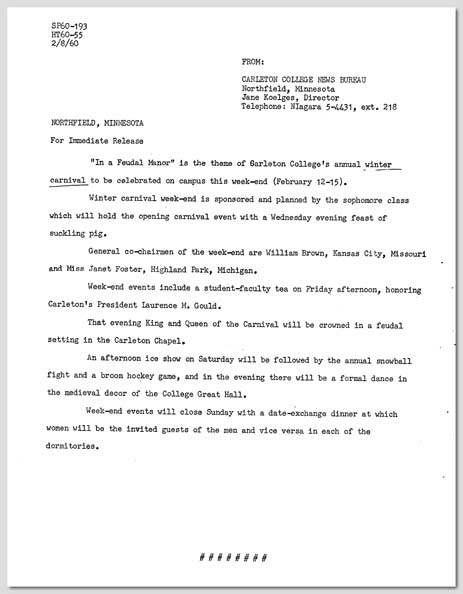 SP60-193
HT60-55
2/8/60
FROM:
CARLETON COLLEGE NEWS BUREAU
Northfield, Minnesota
Jane Koelges, Director
Telephone: NIagara 5-4431, ext. 218
NORTHFIELD, MINNESOTA
For Immediate Release
"In a Feudal Manor" is the theme of Carleton College's annual winter
carnival to be celebrated on campus this week-end (February 12-15).
Winter carnival week-end is sponsored and planned by the sophomore class
which will hold the opening carnival event with a Wednesday evening feast of
suckling pig.
General co-chairmen of the week-end are William Brown, Kansas City, Missouri
and Miss Janet Foster, Highland Park, Michigan.
Week-end events include a student-faculty tea on Friday afternoon, honoring
Carleton's President Laurence M. Gould.
That evening King and Queen of the Carnival will be crowned in a feudal
setting in the Carleton Chapel.
An afternoon ice show on Saturday will be followed by the annual snowball
fight and a broom hockey game, and in the evening there will be a formal dance in
the medieval decor of the College Great Hall.
Week-end events will close Sunday with a date-exchange dinner at which
women will be the invited guests of the men and vice versa in each of the
dormitories.
# # # # # # # #